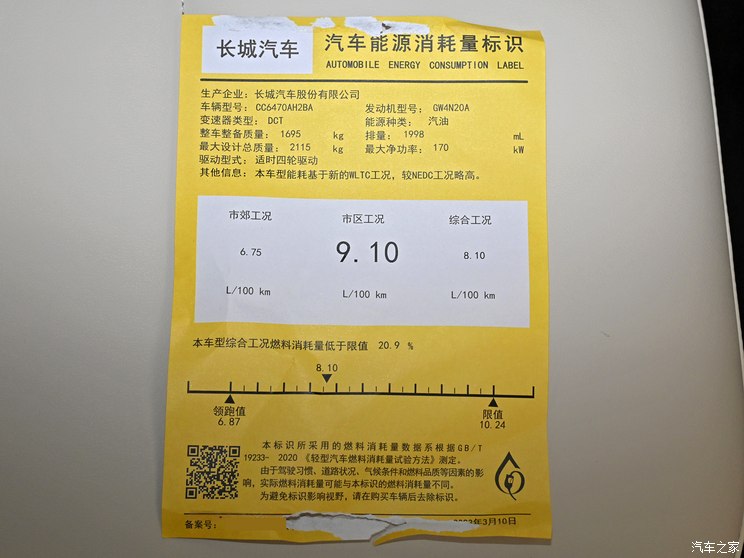 长城汽车
汽车能源消耗量标识
AUTOMOBILE ENERGY CONSUMPTION LABEL
生产企业：长城汽车股份有限公司
车辆型号：CC6470AH2BA 发动机型号：GW4N20A
变速器类型：DCT 能源种类：汽油
整车整备质量：1695 kg 排量：1998 mL
最大设计总质量：2115 kg 最大净功率：170 kW
驱动型式：适时四轮驱动
其他信息：本车型能耗基于新的WLTC工况，较NEDC工况略高。
市郊工况 市区工况 综合工况
6.75 9.10 8.10
L/100 km L/100 km L/100 km
本车型综合工况燃料消耗量低于限值 20.9 %
8.10
领跑值 限值
6.87 10.24
本标识所采用的燃料消耗量数据系根据GB/T
19233- 2020 《轻型汽车燃料消耗量试验方法》测定。
由于驾驶习惯、道路状况、气候条件和燃料品质等因素的影
响，实际燃料消耗量可能与本标识的燃料消耗量不同。
为避免标识影响视野，请在购买车辆后去除标识。
备案号： 3月10日
汽车之家